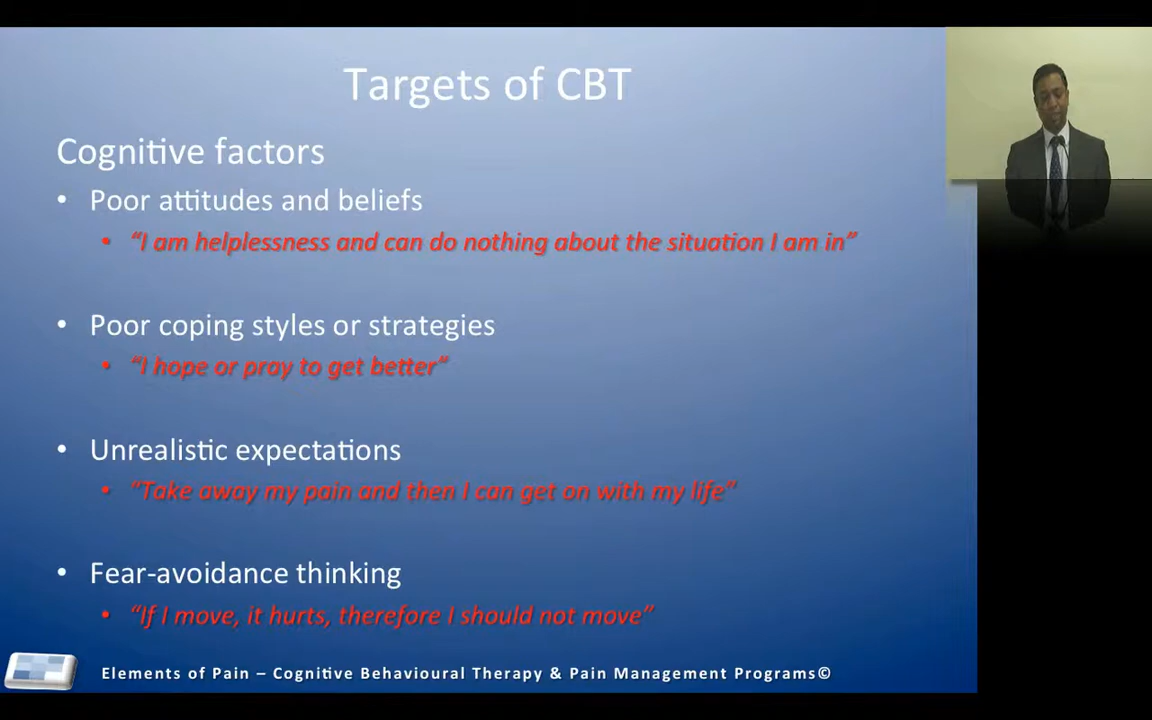 Targets of CBT
Cognitive factors
• Poor attitudes and beliefs
• “I am helplessness and can do nothing about the situation I am in”
• Poor coping styles or strategies
• “I hope or pray to get better”
• Unrealistic expectations
• “Take away my pain and then I can get on with my life”
• Fear-avoidance thinking
• “If I move, it hurts, therefore I should not move”
Elements of Pain – Cognitive Behavioural Therapy & Pain Management Programs©